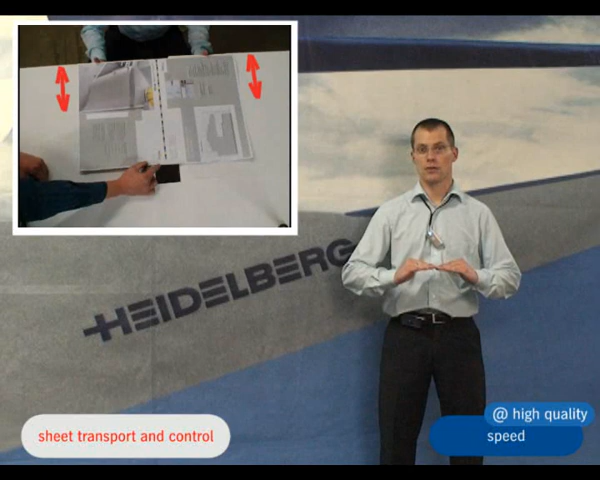 HEIDELBERG
sheet transport and control
@ high quality
speed